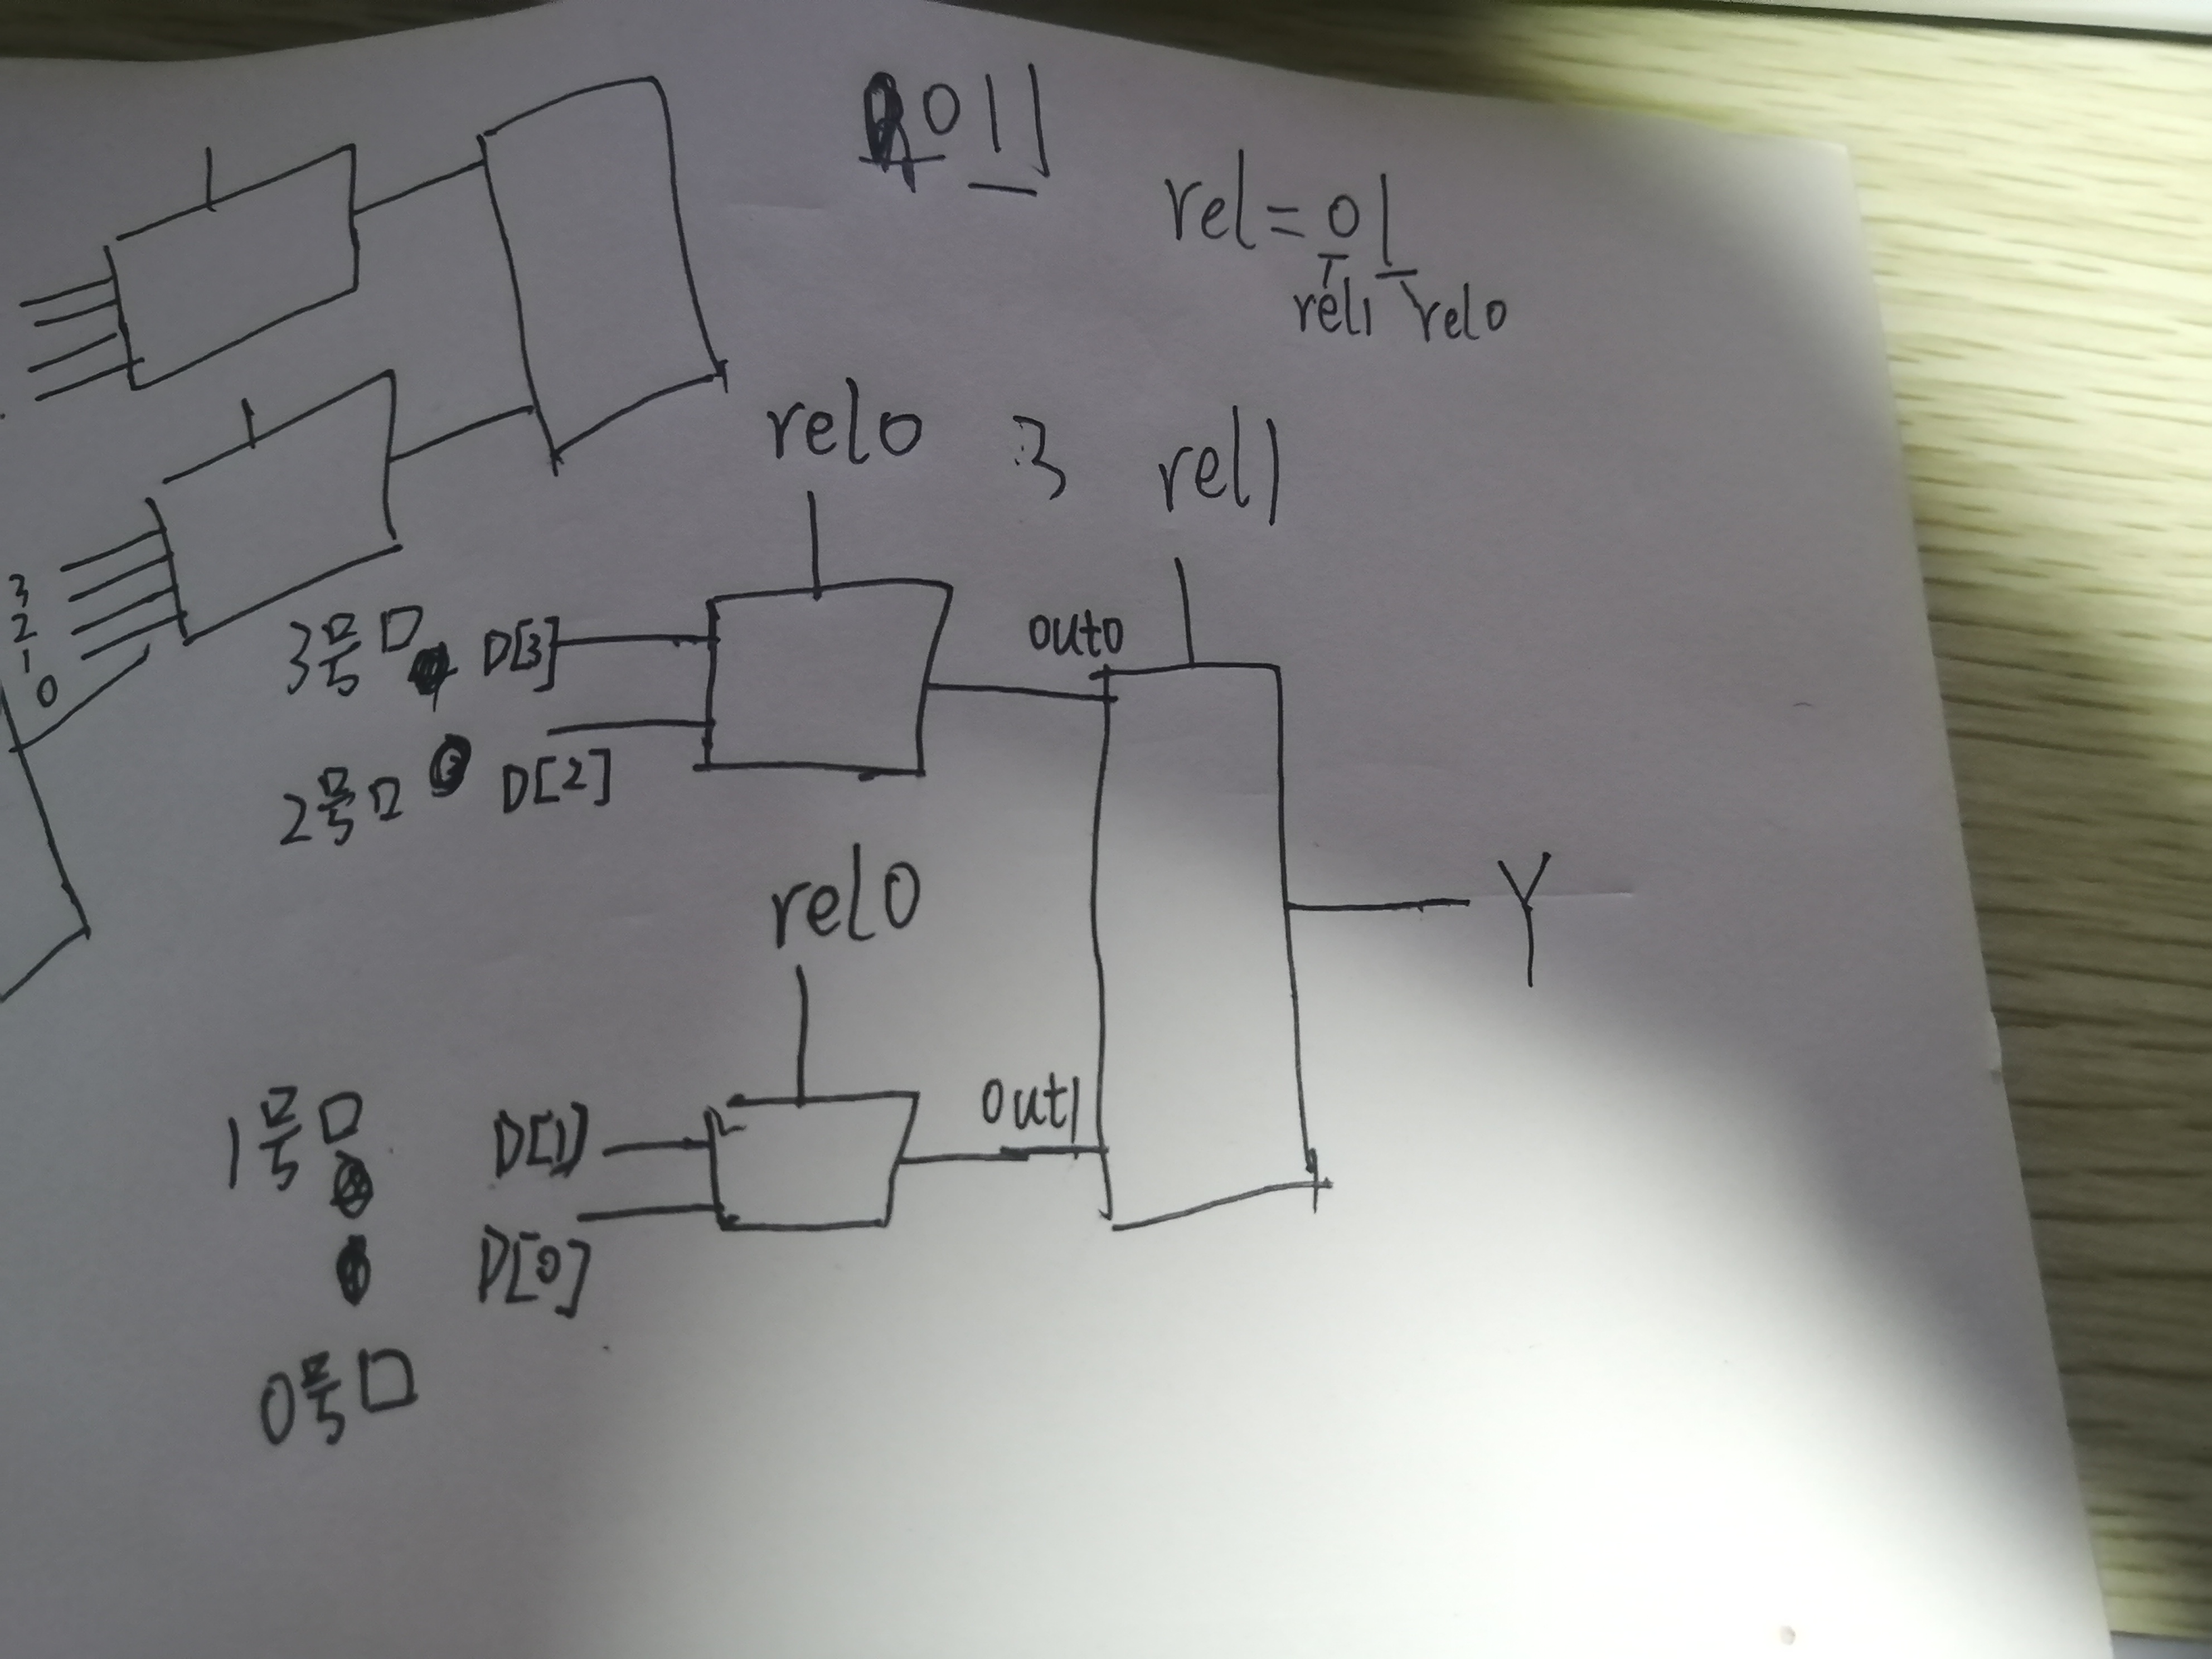 011
rel=01
rel1 rel0
rel0 3 rel1
3
2
1
0
3号口 D[3]
out0
2号口 D[2]
rel0
Y
1号口 D[1]
out1
D[0]
0号口